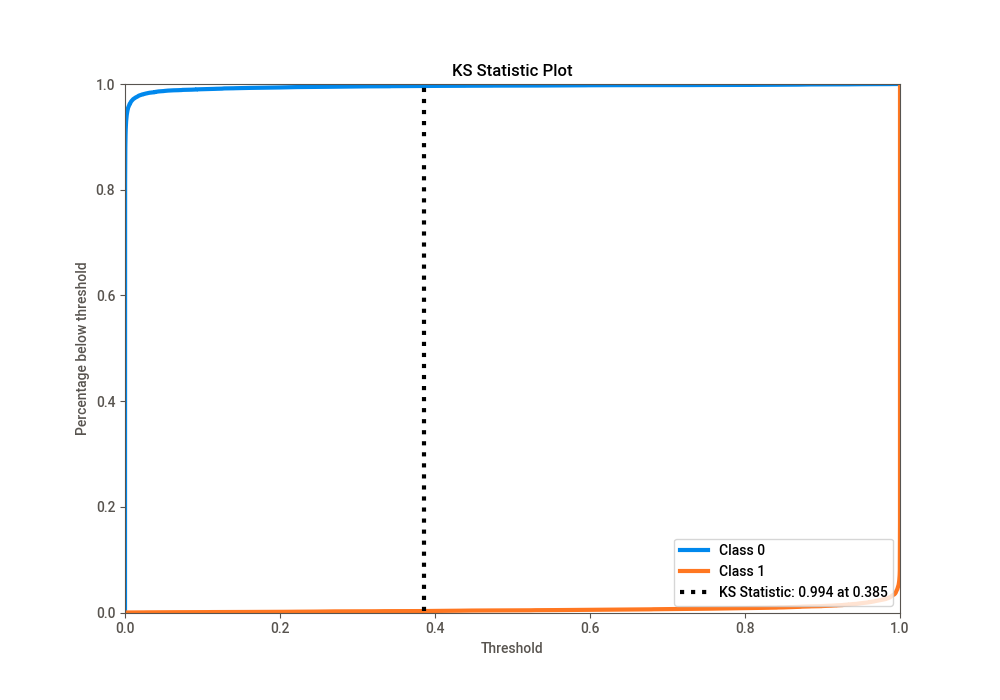 KS Statistic Plot
1.0
0.8
0.6
0.4
0.2
0.0
Percentage below threshold
Class 0
Class 1
KS Statistic: 0.994 at 0.385
0.0 0.2 0.4 0.6 0.8 1.0
Threshold